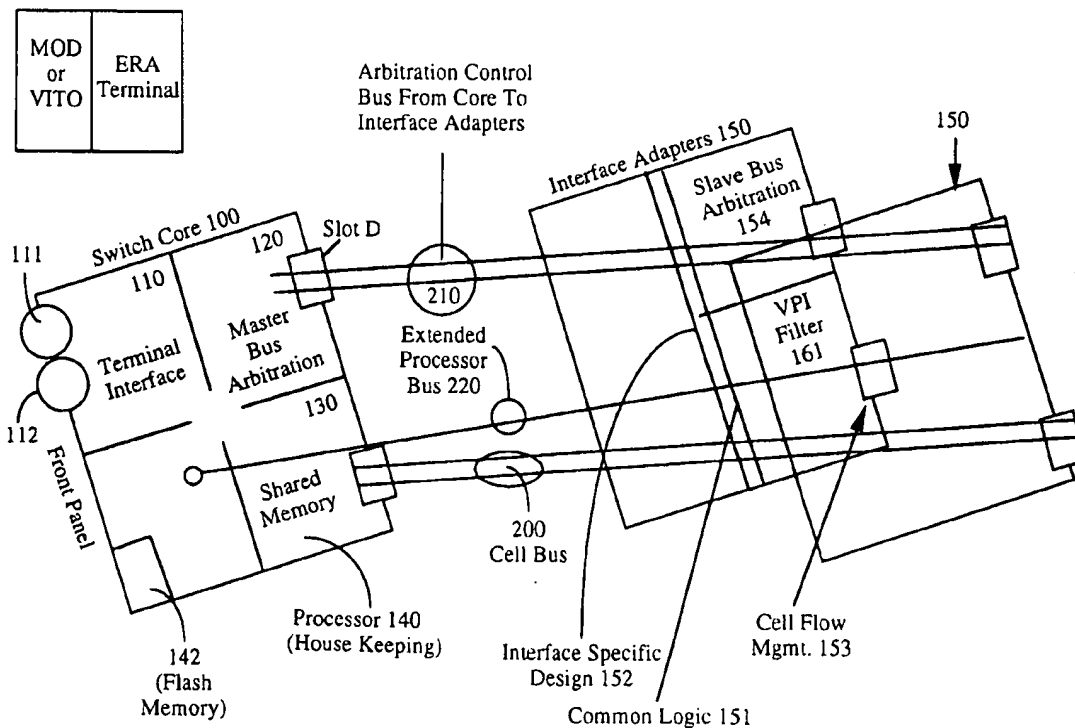 MOD
or
VITO
ERA
Terminal
Arbitration Control
Bus From Core To
Interface Adapters
Interface Adapters 150
150
Slave Bus
Arbitration
154
Switch Core 100
120
Slot D
111
110
210
Master
Bus
Arbitration
Terminal
Interface
Extended
Processor
Bus 220
VPI
Filter
161
112
130
Front Panel
Shared
Memory
200
Cell Bus
Processor 140
(House Keeping)
142
(Flash
Memory)
Interface Specific
Design 152
Cell Flow
Mgmt. 153
Common Logic 151